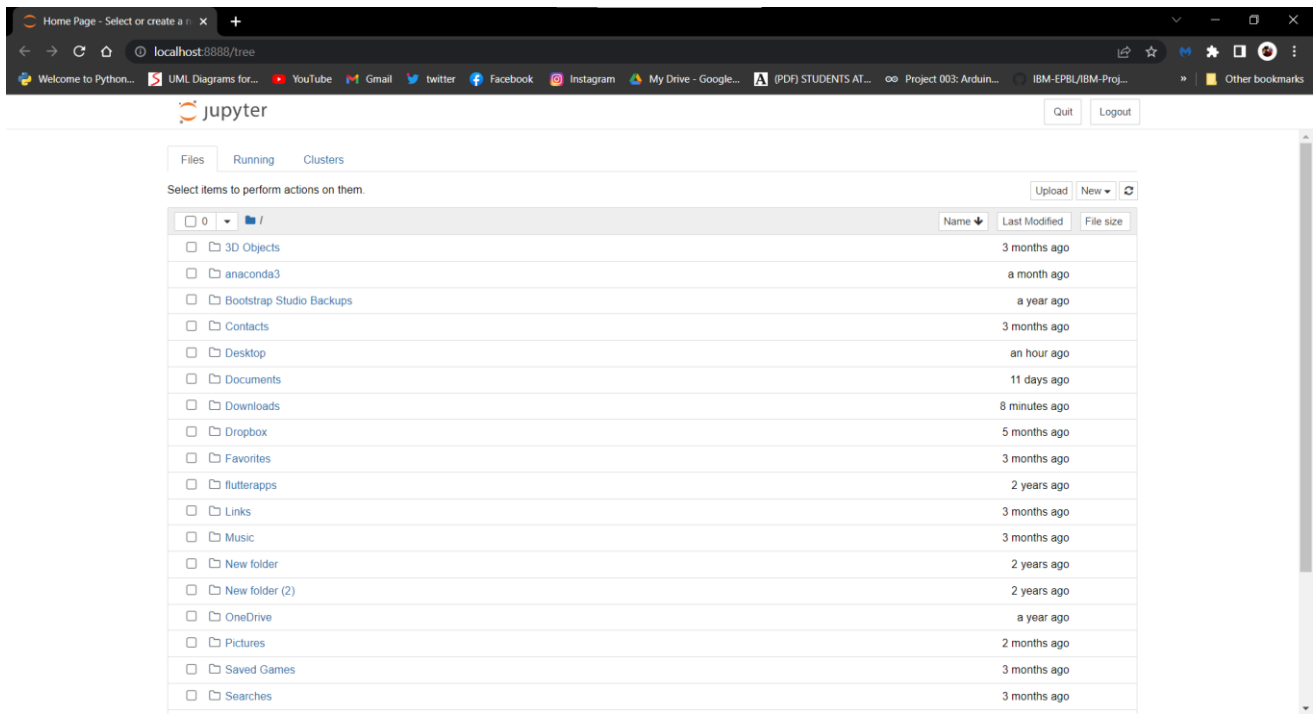 Home Page - Select or create a n
localhost:8888/tree
Welcome to Python... UML Diagrams for... YouTube Gmail twitter Facebook Instagram My Drive - Google... (PDF) STUDENTS AT... Project 003: Arduin... IBM-EPBL/IBM-Proj... » Other bookmarks
jupyter Quit Logout
Files Running Clusters
Select items to perform actions on them. Upload New
0 / Name Last Modified File size
3D Objects 3 months ago
anaconda3 a month ago
Bootstrap Studio Backups a year ago
Contacts 3 months ago
Desktop an hour ago
Documents 11 days ago
Downloads 8 minutes ago
Dropbox 5 months ago
Favorites 3 months ago
flutterapps 2 years ago
Links 3 months ago
Music 3 months ago
New folder 2 years ago
New folder (2) 2 years ago
OneDrive a year ago
Pictures 2 months ago
Saved Games 3 months ago
Searches 3 months ago